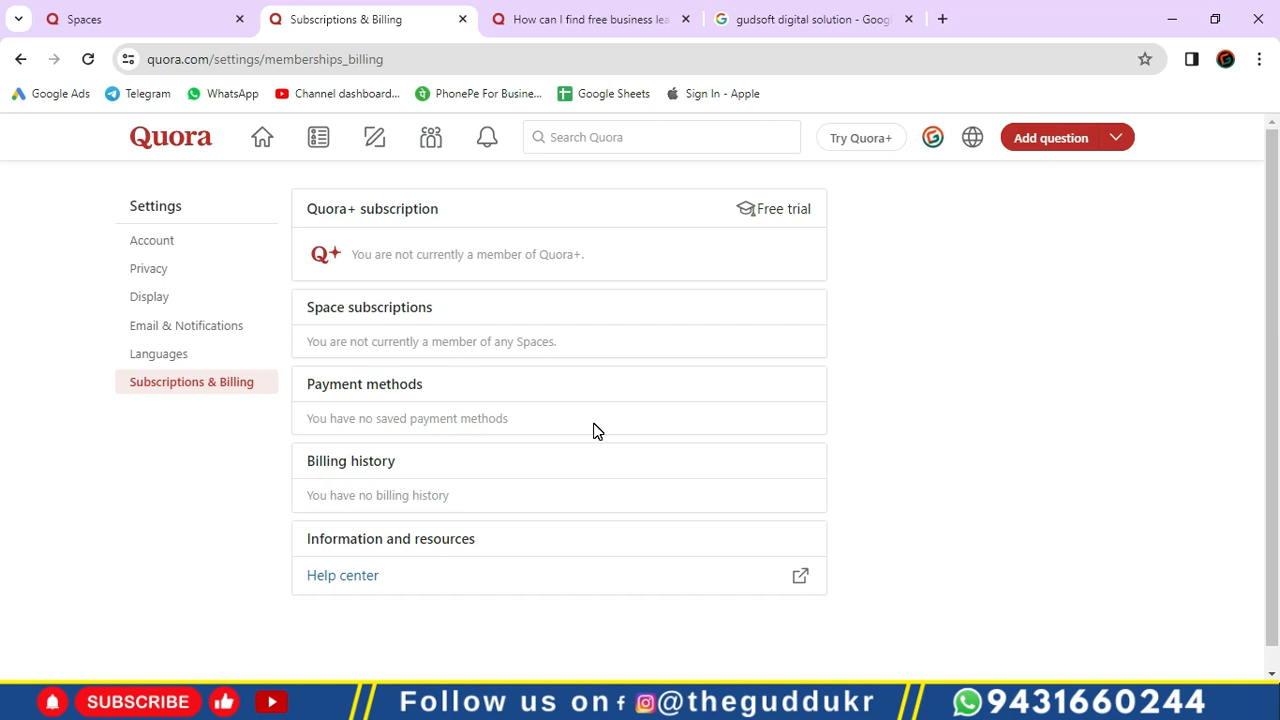 Spaces
Subscriptions & Billing
How can I find free business lea
gudsoft digital solution - Goog
quora.com/settings/memberships_billing
Google Ads
Telegram
WhatsApp
Channel dashboard...
PhonePe For Busine...
Google Sheets
Sign In - Apple
Quora
Search Quora
Try Quora+
Add question
Settings
Account
Privacy
Display
Email & Notifications
Languages
Subscriptions & Billing
Quora+ subscription
Free trial
Q+ You are not currently a member of Quora+.
Space subscriptions
You are not currently a member of any Spaces.
Payment methods
You have no saved payment methods
Billing history
You have no billing history
Information and resources
Help center
SUBSCRIBE
Follow us on f @theguddukr
9431660244